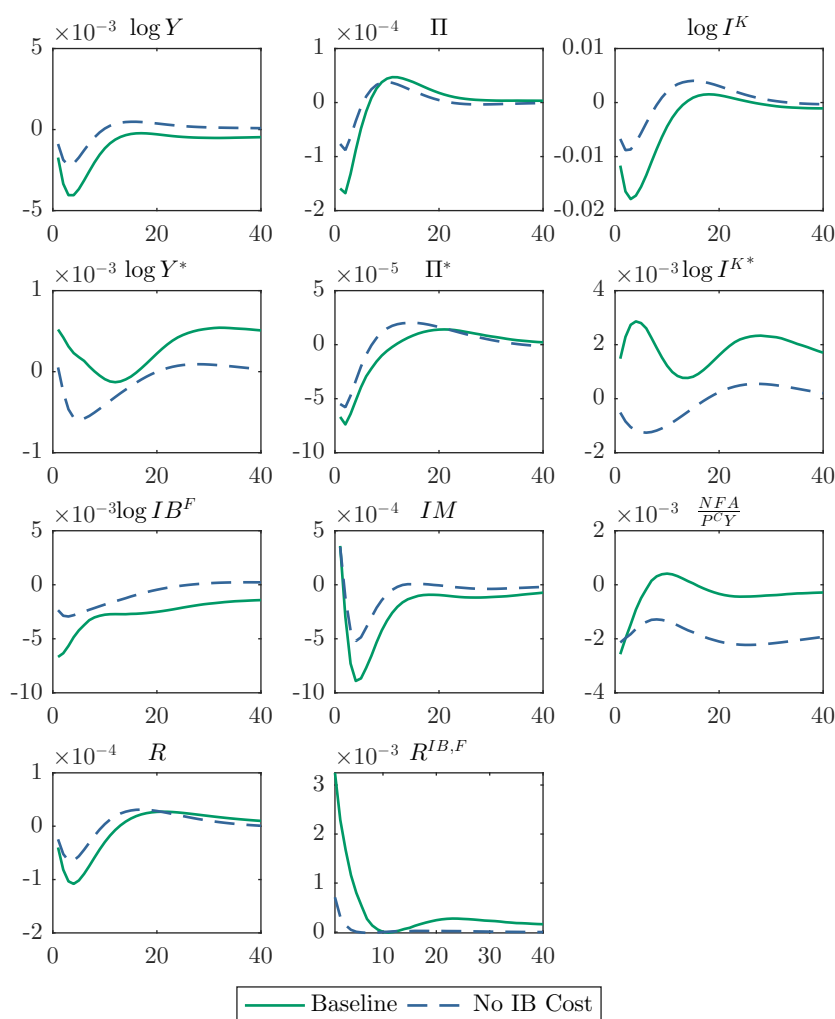 ×10⁻³ log Y
5
0
-5
0 20 40
×10⁻⁴ Π
1
0
-1
-2
0 20 40
log Iᴷ
0.01
0
-0.01
-0.02
0 20 40
×10⁻³ log Y*
1
0
-1
0 20 40
×10⁻⁵ Π*
5
0
-5
-10
0 20 40
×10⁻³ log Iᴷ*
4
2
0
-2
0 20 40
×10⁻³ log IB^F
5
0
-5
-10
0 20 40
×10⁻⁴ IM
5
0
-5
-10
0 20 40
×10⁻³ NFA
P^C Y
2
0
-2
-4
0 20 40
×10⁻⁴ R
1
0
-1
-2
0 20 40
×10⁻³ R^{IB,F}
3
2
1
0
10 20 30 40
Baseline No IB Cost